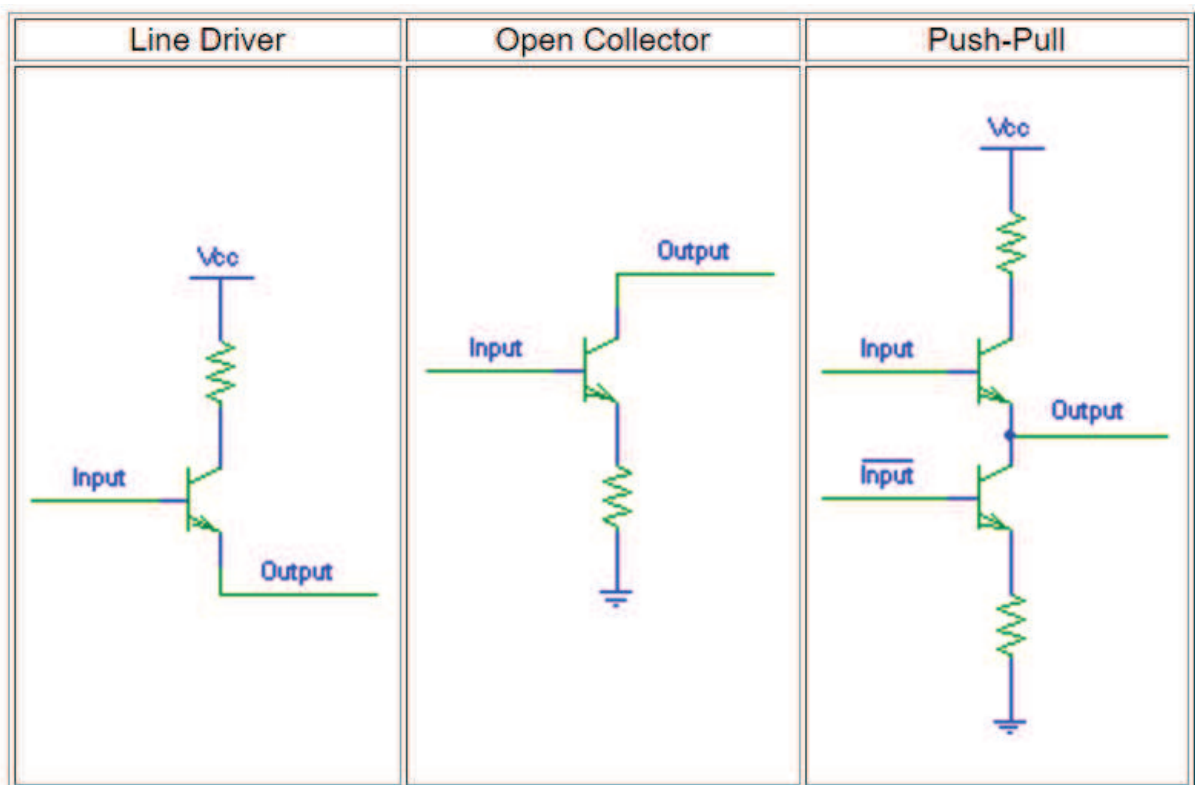 Line Driver
Open Collector
Push-Pull
Vcc
Input
Output
Output
Input
Vcc
Input
Output
Input